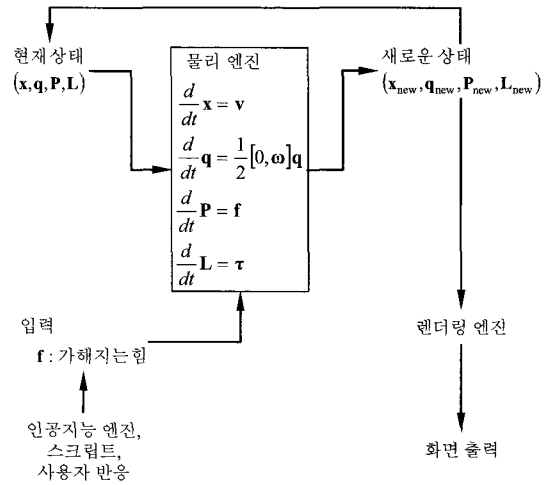 현재 상태
(x,q,P,L)
물리 엔진
d/dt x = v
d/dt q = 1/2[0,ω]q
d/dt P = f
d/dt L = τ
새로운 상태
(x_new,q_new,P_new,L_new)
입력
f : 가해지는 힘
인공지능 엔진,
스크립트,
사용자 반응
렌더링 엔진
화면 출력